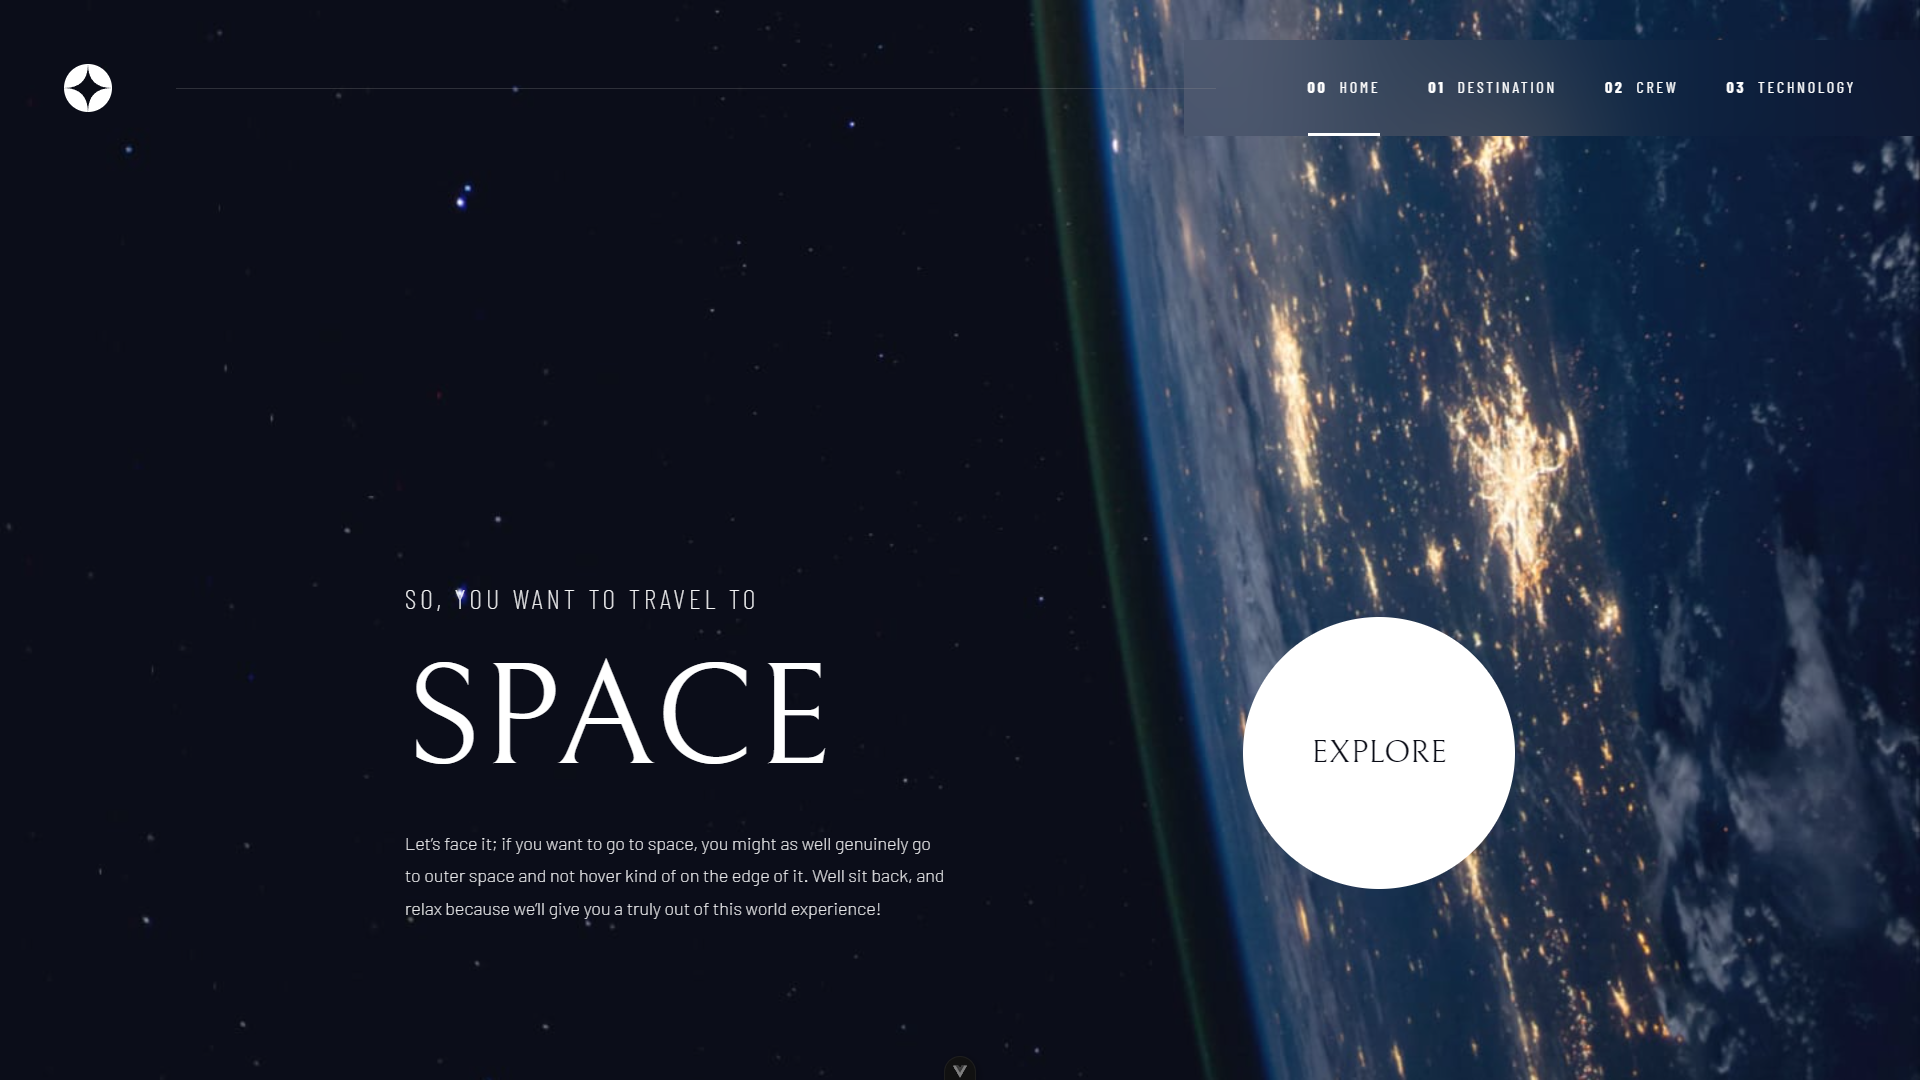 00 HOME 01 DESTINATION 02 CREW 03 TECHNOLOGY
SO, YOU WANT TO TRAVEL TO
SPACE
EXPLORE
Let’s face it; if you want to go to space, you might as well genuinely go
to outer space and not hover kind of on the edge of it. Well sit back, and
relax because we’ll give you a truly out of this world experience!